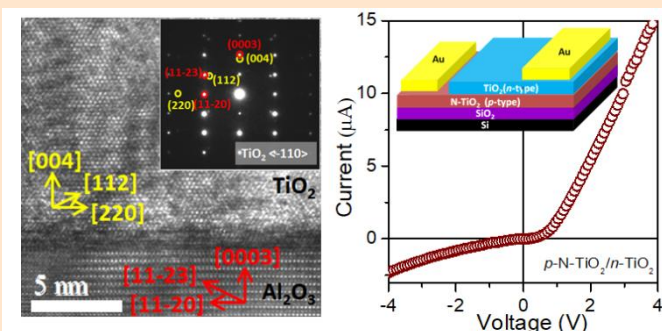 (0003)
(004)
(11-23)
(112)
(220)
(11-20)
TiO2 <-110>
[004]
[112]
[220]
TiO2
[0003]
[11-23]
[11-20]
Al2O3
5 nm
Current (μA)
15
10
5
0
-4
-2
0
2
4
Voltage (V)
Au
Au
TiO2(n-type)
N-TiO2 (p-type)
SiO2
Si
p-N-TiO2/n-TiO2